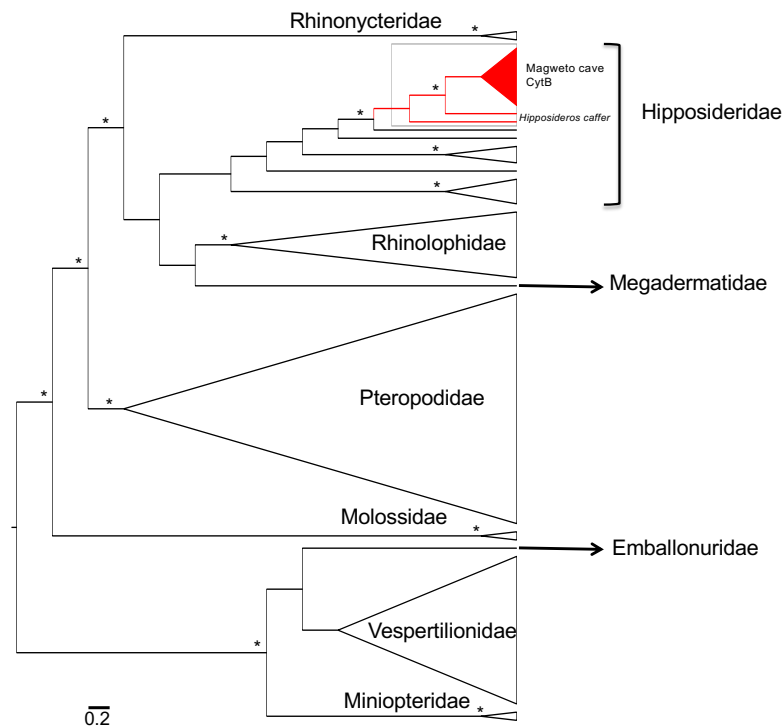 Rhinonycteridae
*
Magweto cave
CytB
*
*
Hipposideros caffer
Hipposideridae
*
*
*
*
Rhinolophidae
*
*
Megadermatidae
Pteropodidae
*
*
Molossidae
*
Emballonuridae
Vespertilionidae
*
Miniopteridae
*
0.2